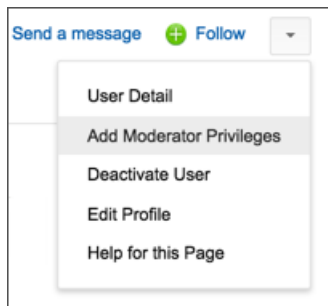 Send a message Follow
User Detail
Add Moderator Privileges
Deactivate User
Edit Profile
Help for this Page